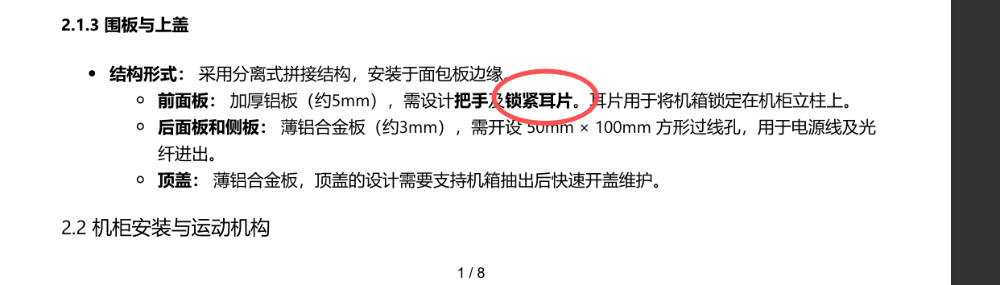 2.1.3 围板与上盖
• 结构形式： 采用分离式拼接结构，安装于面包板边缘。
○ 前面板： 加厚铝板（约5mm），需设计把手及锁紧耳片。耳片用于将机箱锁定在机柜立柱上。
○ 后面板和侧板： 薄铝合金板（约3mm），需开设 50mm × 100mm 方形过线孔，用于电源线及光
纤进出。
○ 顶盖： 薄铝合金板，顶盖的设计需要支持机箱抽出后快速开盖维护。
2.2 机柜安装与运动机构
1 / 8